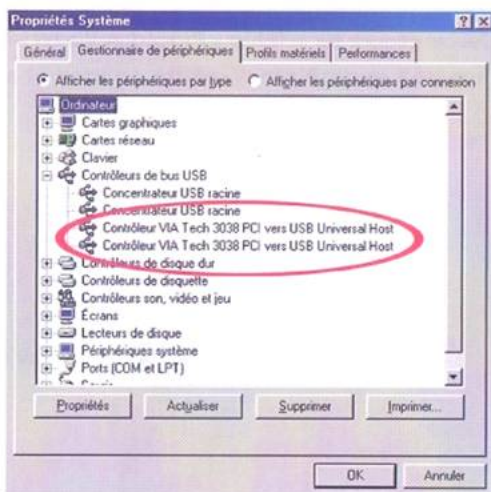 Propriétés Système
Général Gestionnaire de périphériques Profils matériels Performances
Afficher les périphériques par type Afficher les périphériques par connexion
Ordinateur
Cartes graphiques
Cartes réseau
Clavier
Contrôleurs de bus USB
Concentrateur USB racine
Concentrateur USB racine
Contrôleur VIA Tech 3038 PCI vers USB Universal Host
Contrôleur VIA Tech 3038 PCI vers USB Universal Host
Contrôleurs de disque dur
Contrôleurs de disquette
Contrôleurs son, vidéo et jeu
Écrans
Lecteurs de disque
Périphériques système
Ports (COM et LPT)
Propriétés Actualiser Supprimer Imprimer...
OK Annuler